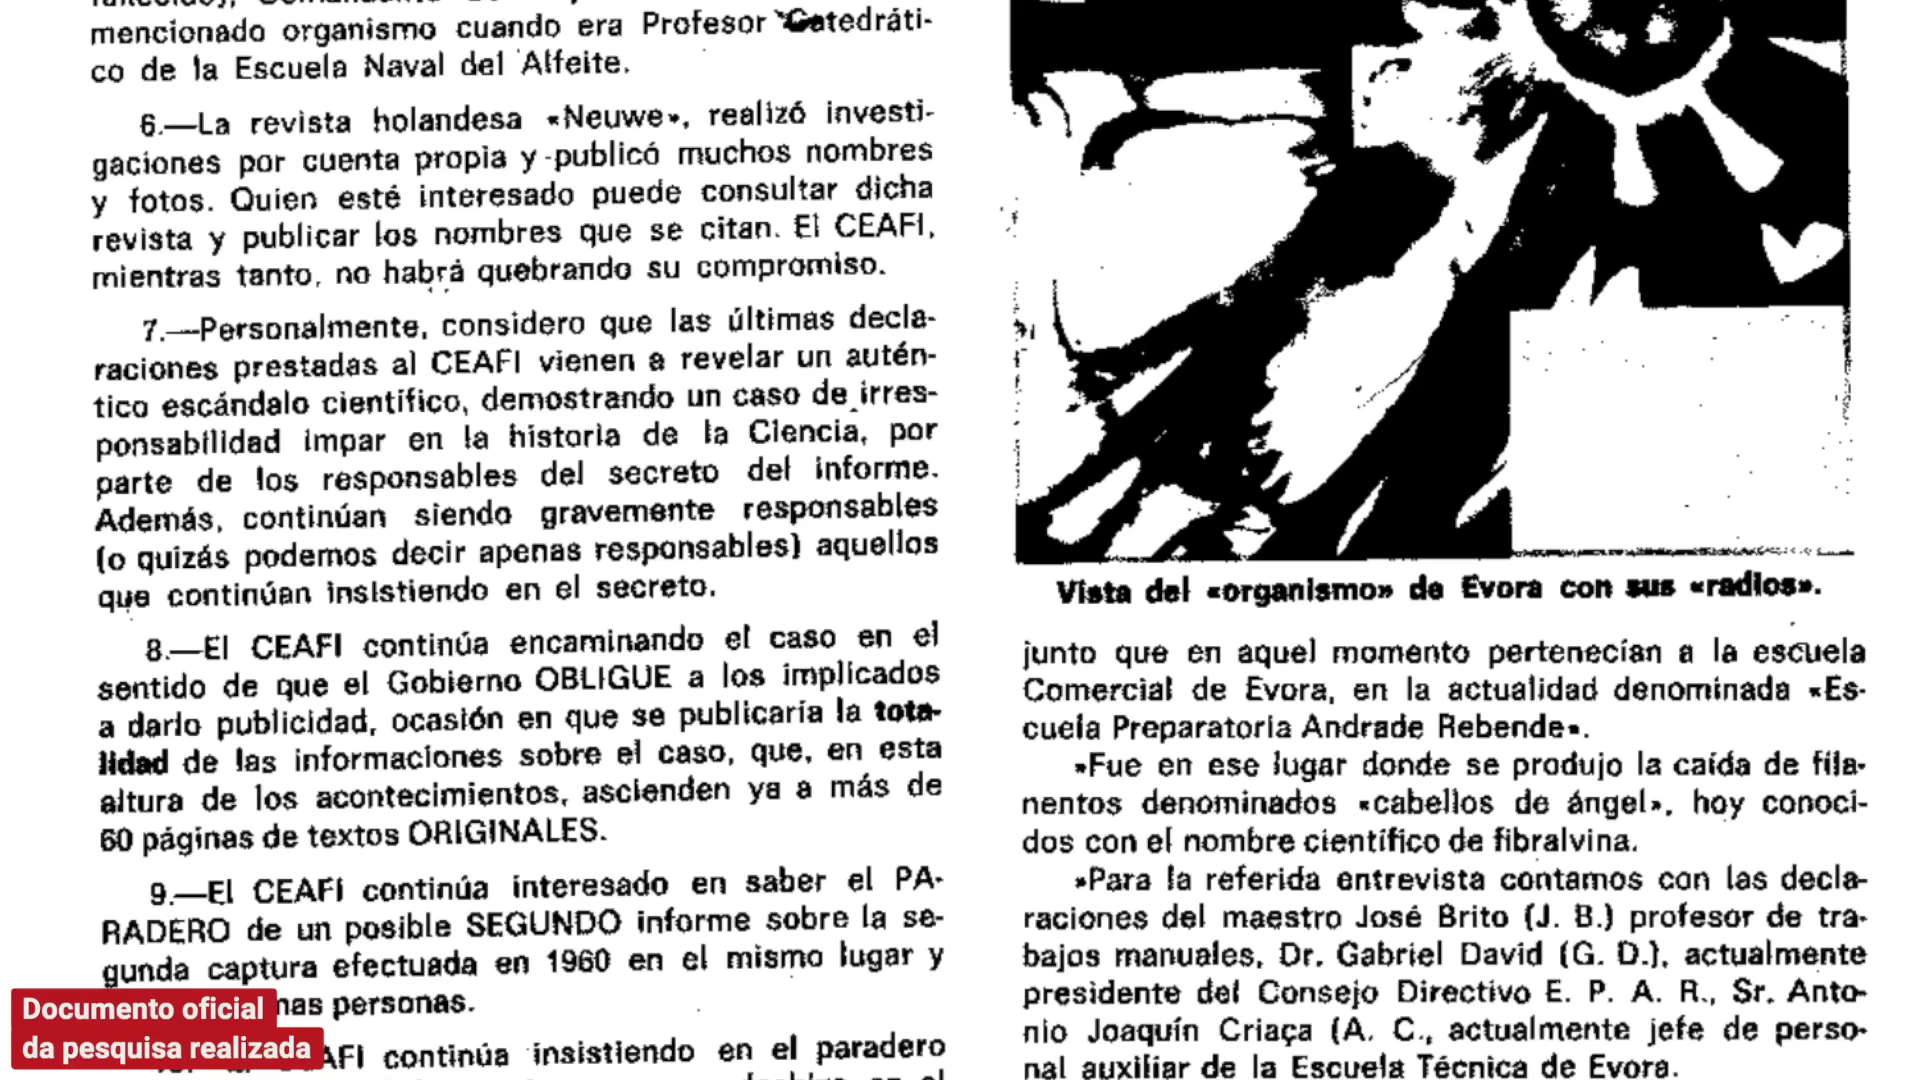 mencionado organismo cuando era Profesor Catedráti-
co de la Escuela Naval del Alfeite.
6.—La revista holandesa «Neuwe», realizó investi-
gaciones por cuenta propia y publicó muchos nombres
y fotos. Quien esté interesado puede consultar dicha
revista y publicar los nombres que se citan. El CEAFI,
mientras tanto, no habrá quebrando su compromiso.
7.—Personalmente, considero que las últimas decla-
raciones prestadas al CEAFI vienen a revelar un autén-
tico escándalo científico, demostrando un caso de irres-
ponsabilidad impar en la historia de la Ciencia, por
parte de los responsables del secreto del informe.
Además, continúan siendo gravemente responsables
(o quizás podemos decir apenas responsables) aquellos
que continúan insistiendo en el secreto.
8.—El CEAFI continúa encaminando el caso en el
sentido de que el Gobierno OBLIGUE a los implicados
a darlo publicidad, ocasión en que se publicaría la tota-
lidad de las informaciones sobre el caso, que, en esta
altura de los acontecimientos, ascienden ya a más de
60 páginas de textos ORIGINALES.
9.—El CEAFI continúa interesado en saber el PA-
RADERO de un posible SEGUNDO informe sobre la se-
gunda captura efectuada en 1960 en el mismo lugar y
mas personas.
AFI continúa insistiendo en el paradero
Vista del «organismo» de Evora con sus «radios».
junto que en aquel momento pertenecían a la escuela
Comercial de Evora, en la actualidad denominada «Es-
cuela Preparatoria Andrade Rebende».
»Fue en ese lugar donde se produjo la caída de fila-
nentos denominados «cabellos de ángel», hoy conoci-
dos con el nombre científico de fibralvina.
»Para la referida entrevista contamos con las decla-
raciones del maestro José Brito (J. B.) profesor de tra-
bajos manuales, Dr. Gabriel David (G. D.), actualmente
presidente del Consejo Directivo E. P. A. R., Sr. Anto-
nio Joaquín Criaça (A. C., actualmente jefe de perso-
nal auxiliar de la Escuela Técnica de Evora.
Documento oficial
da pesquisa realizada